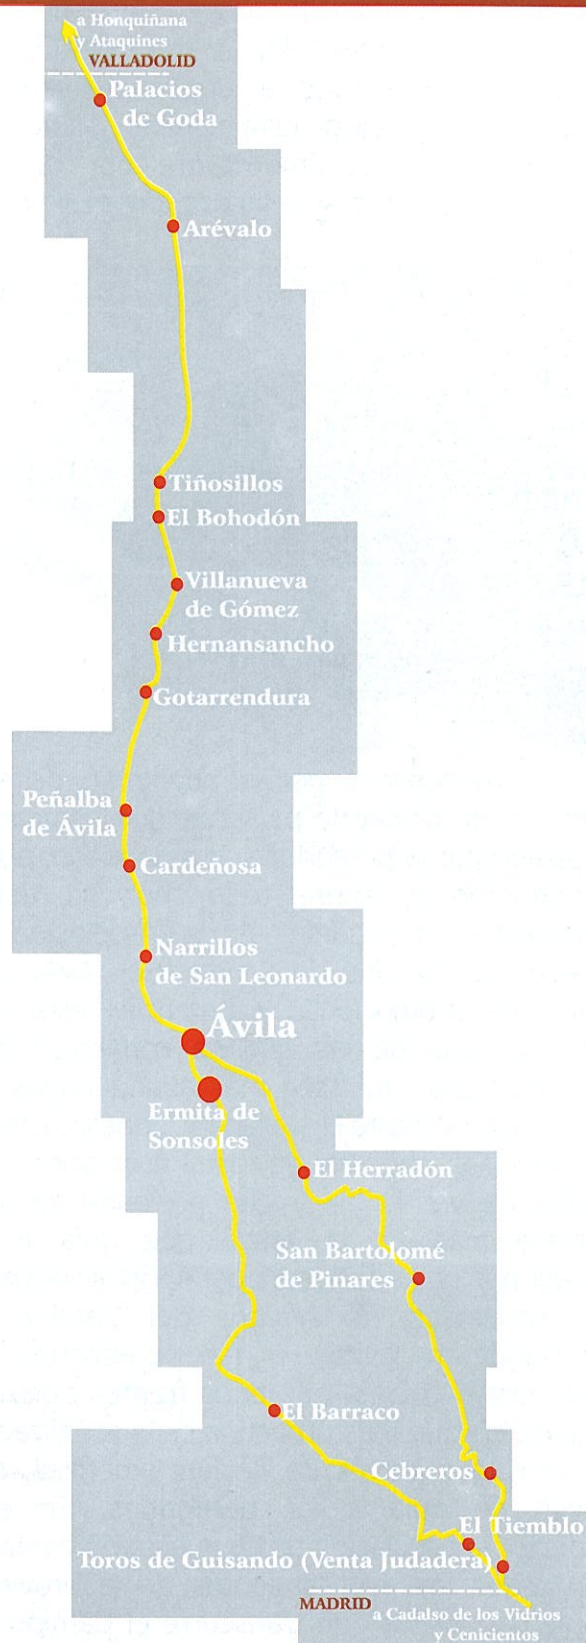 a Honquiñana
y Ataquines
VALLADOLID
Palacios
de Goda
Arévalo
Tiñosillos
El Bohodón
Villanueva
de Gómez
Hernansancho
Gotarrendura
Peñalba
de Ávila
Cardeñosa
Narrillos
de San Leonardo
Ávila
Ermita de
Sonsoles
El Herradón
San Bartolomé
de Pinares
El Barraco
Cebreros
El Tiemblo
Toros de Guisando (Venta Judadera)
MADRID
a Cadalso de los Vidrios
y Cenicientos